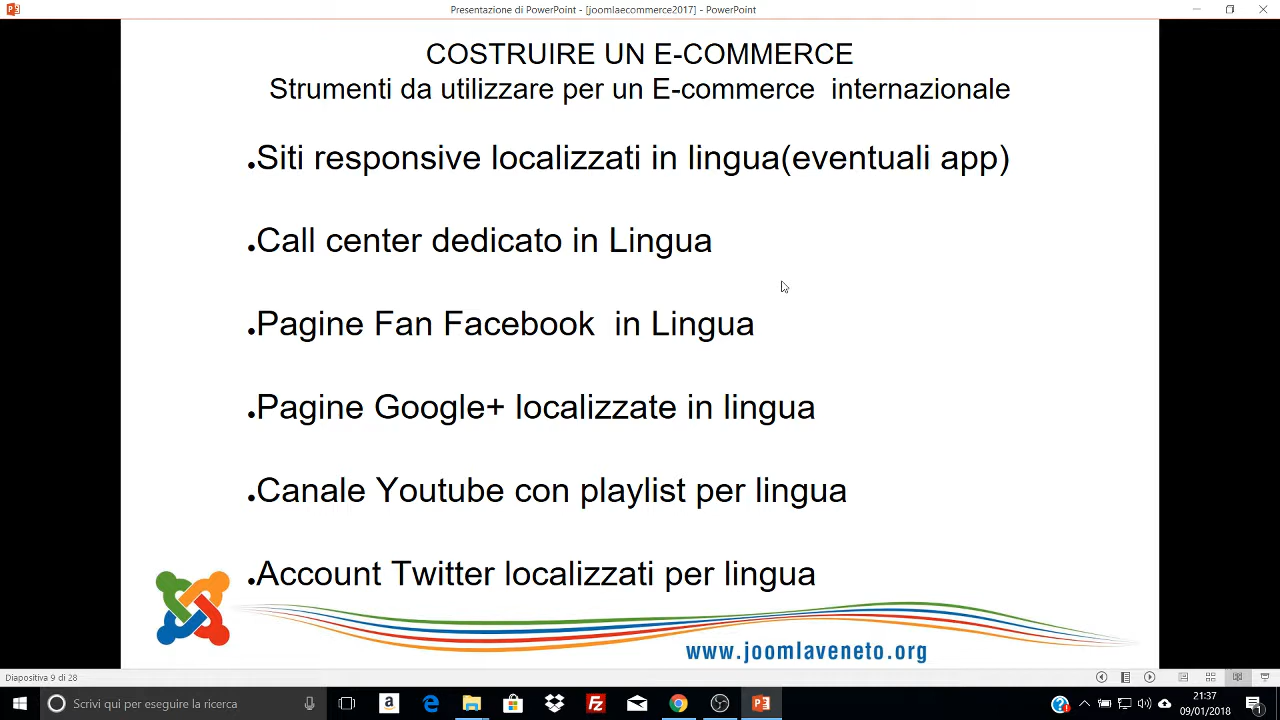 Presentazione di PowerPoint - [joomlaecommerce2017] - PowerPoint
COSTRUIRE UN E-COMMERCE
Strumenti da utilizzare per un E-commerce  internazionale
●Siti responsive localizzati in lingua(eventuali app)
●Call center dedicato in Lingua
●Pagine Fan Facebook  in Lingua
●Pagine Google+ localizzate in lingua
●Canale Youtube con playlist per lingua
●Account Twitter localizzati per lingua
www.joomlaveneto.org
Diapositiva 9 di 28
Scrivi qui per eseguire la ricerca
21:37
09/01/2018